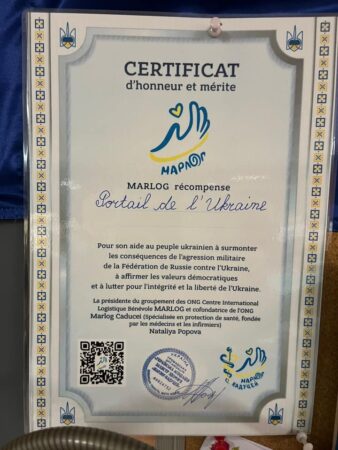 CERTIFICAT
d'honneur et mérite
МАРЛОГ
MARLOG récompense
Portail de l'Ukraine
Pour son aide au peuple ukrainien à surmonter
les conséquences de l'agression militaire
de la Fédération de Russie contre l'Ukraine,
à affirmer les valeurs démocratiques
et à lutter pour l'intégrité et la liberté de l'Ukraine.
La présidente du groupement des ONG Centre International
Logistique Bénévole MARLOG et cofondatrice de l'ONG
Marlog Caducei (Spécialisée en protection de santé, fondée
par les médecins et les infirmiers)
Nataliya Popova
МАРЛОГ